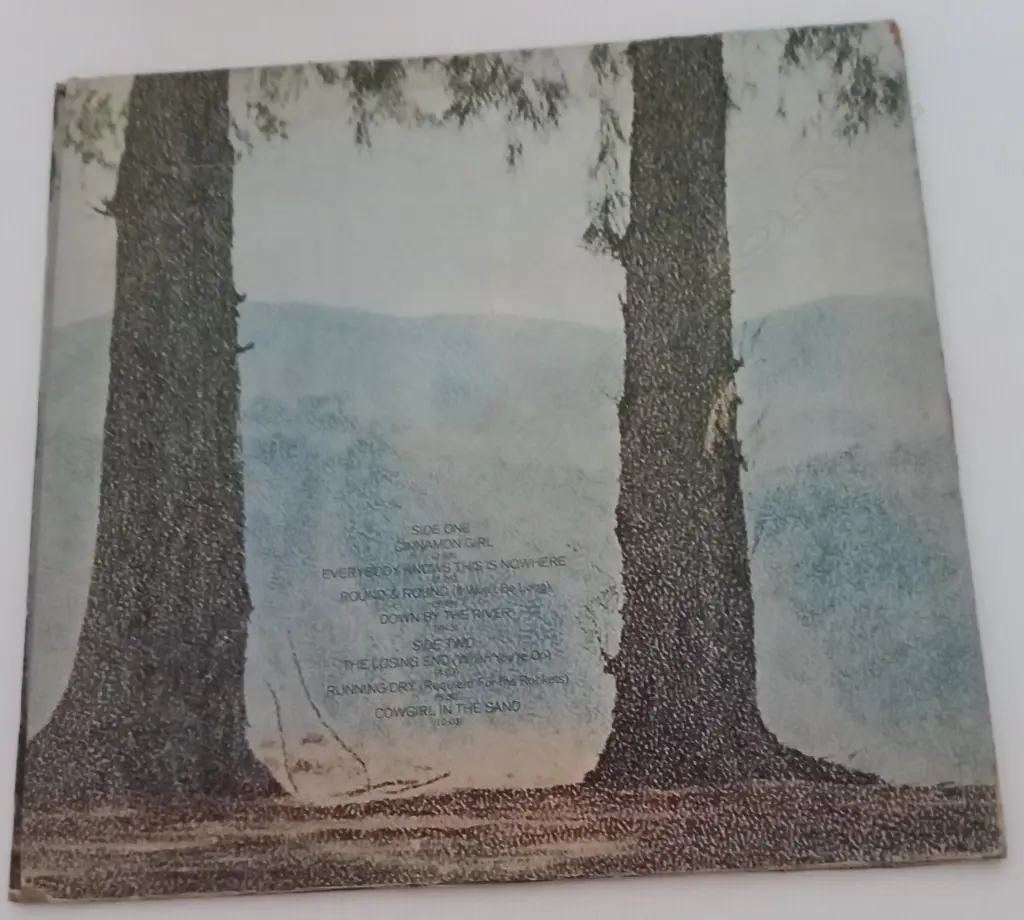 SIDE ONE
CINNAMON GIRL
EVERYBODY KNOWS THIS IS NOWHERE
ROUND & ROUND (It Won't Be Long)
DOWN BY THE RIVER
SIDE TWO
THE LOSING END (When You're On)
RUNNING DRY (Requiem For The Rockets)
COWGIRL IN THE SAND